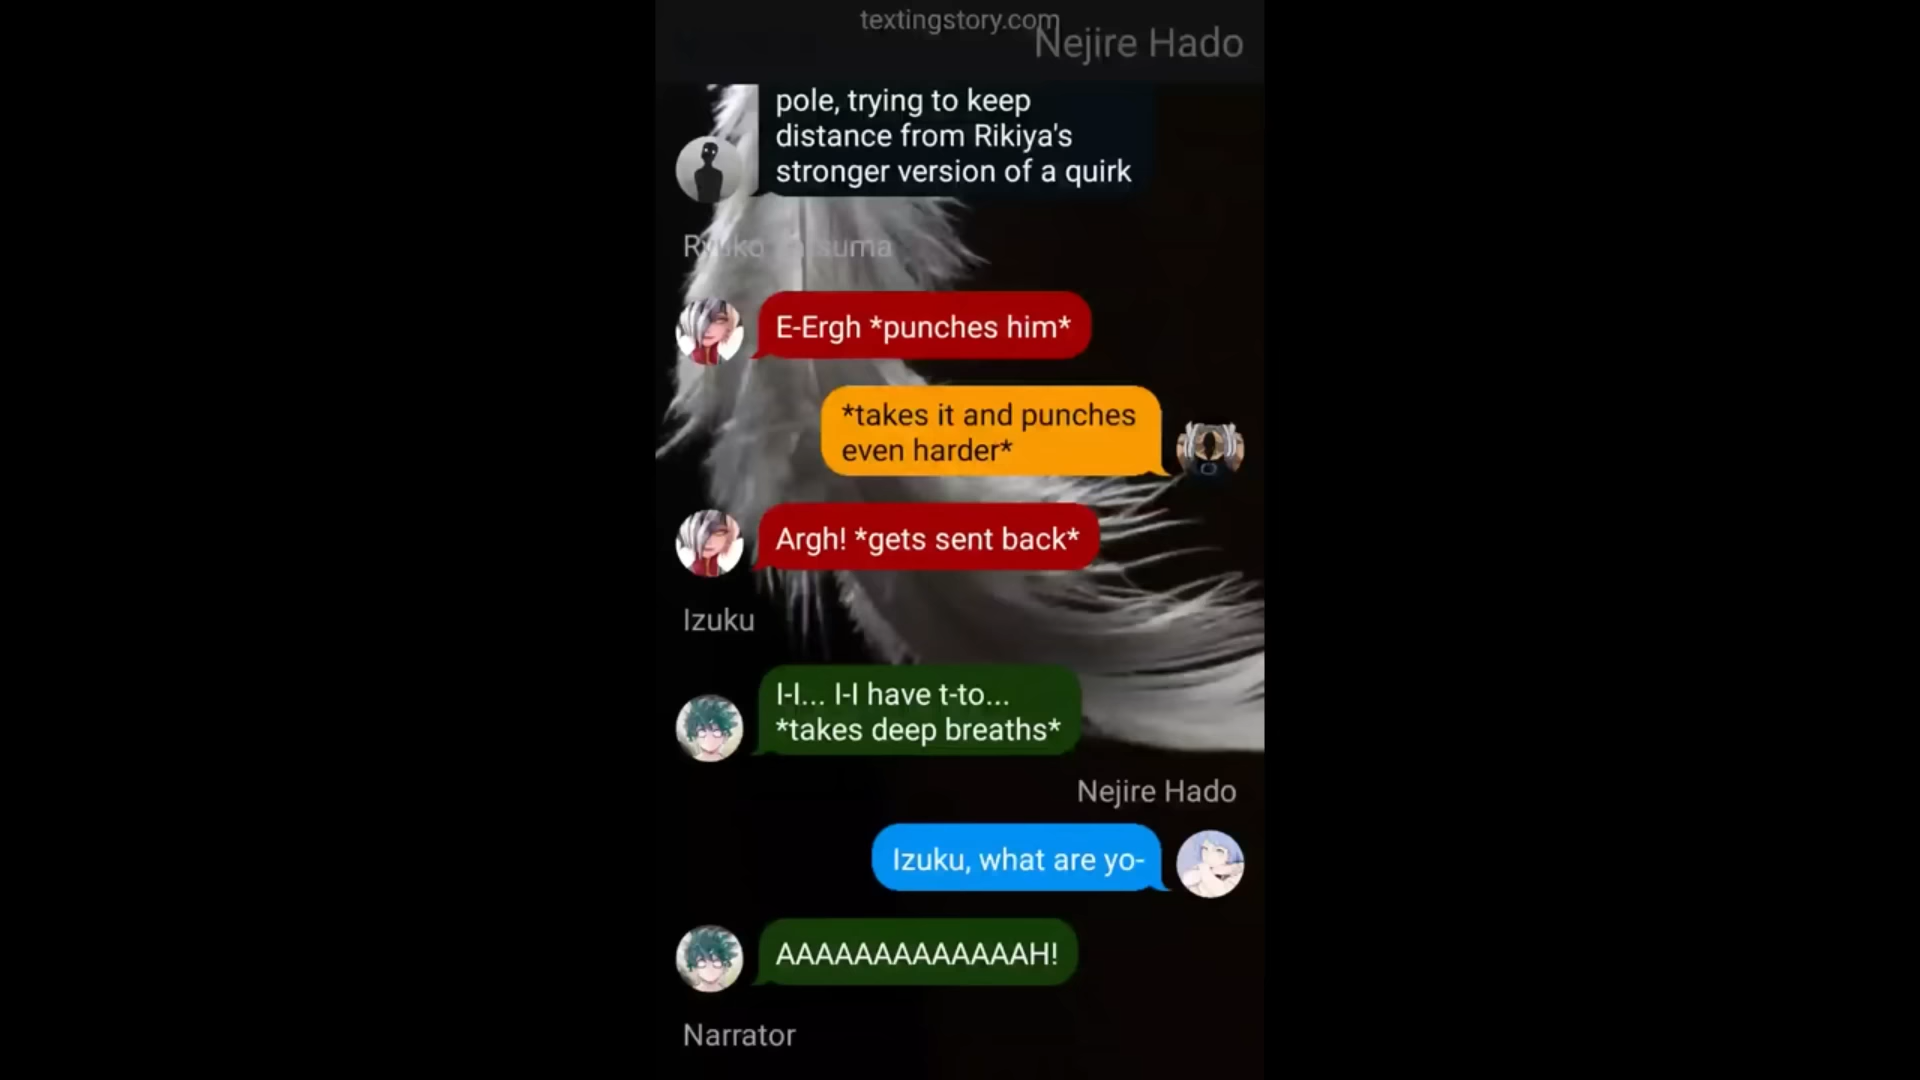 textingstory.com
Nejire Hado
pole, trying to keep
distance from Rikiya's
stronger version of a quirk
Ryuko Tatsuma
E-Ergh *punches him*
*takes it and punches
even harder*
Argh! *gets sent back*
Izuku
I-I... I-I have t-to...
*takes deep breaths*
Nejire Hado
Izuku, what are yo-
AAAAAAAAAAAAAH!
Narrator